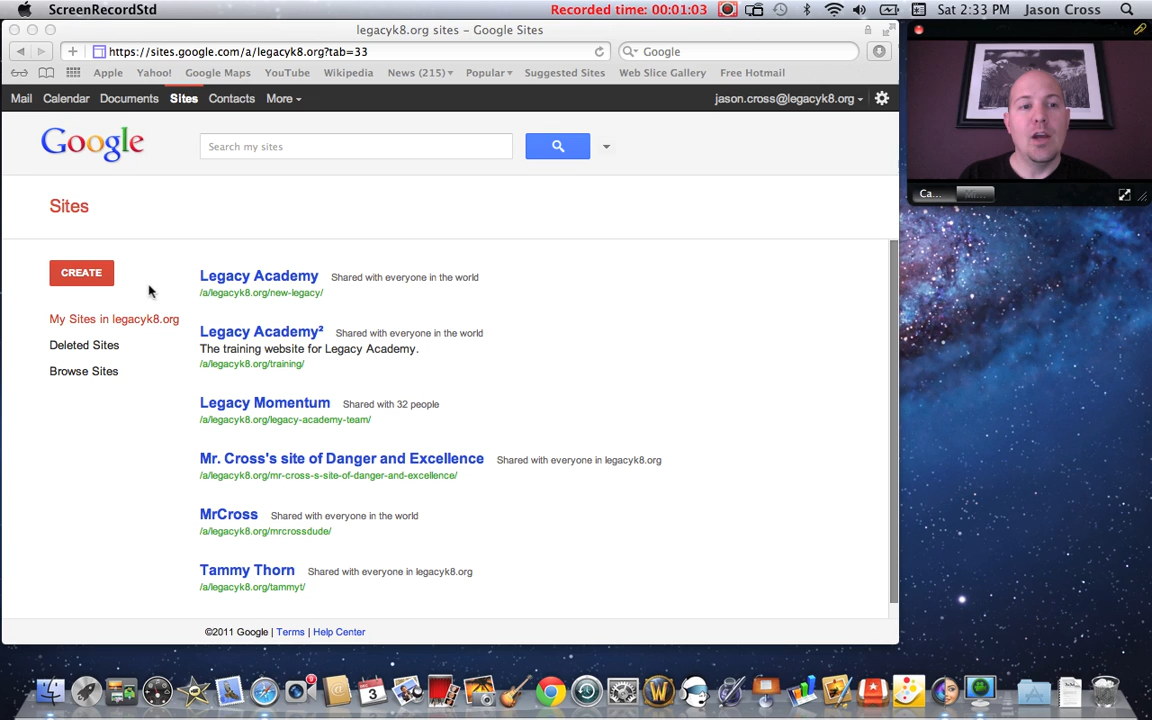 ScreenRecordStd Recorded time: 00:01:03 Sat 2:33 PM Jason Cross
legacyk8.org sites – Google Sites
https://sites.google.com/a/legacyk8.org?tab=33 Google
Apple Yahoo! Google Maps YouTube Wikipedia News (215) Popular Suggested Sites Web Slice Gallery Free Hotmail
Mail Calendar Documents Sites Contacts More jason.cross@legacyk8.org
Google Search my sites
Sites
CREATE
My Sites in legacyk8.org
Deleted Sites
Browse Sites
Legacy Academy Shared with everyone in the world
/a/legacyk8.org/new-legacy/
Legacy Academy² Shared with everyone in the world
The training website for Legacy Academy.
/a/legacyk8.org/training/
Legacy Momentum Shared with 32 people
/a/legacyk8.org/legacy-academy-team/
Mr. Cross's site of Danger and Excellence Shared with everyone in legacyk8.org
/a/legacyk8.org/mr-cross-s-site-of-danger-and-excellence/
MrCross Shared with everyone in the world
/a/legacyk8.org/mrcrossdude/
Tammy Thorn Shared with everyone in legacyk8.org
/a/legacyk8.org/tammyt/
©2011 Google | Terms | Help Center
Ca...
3